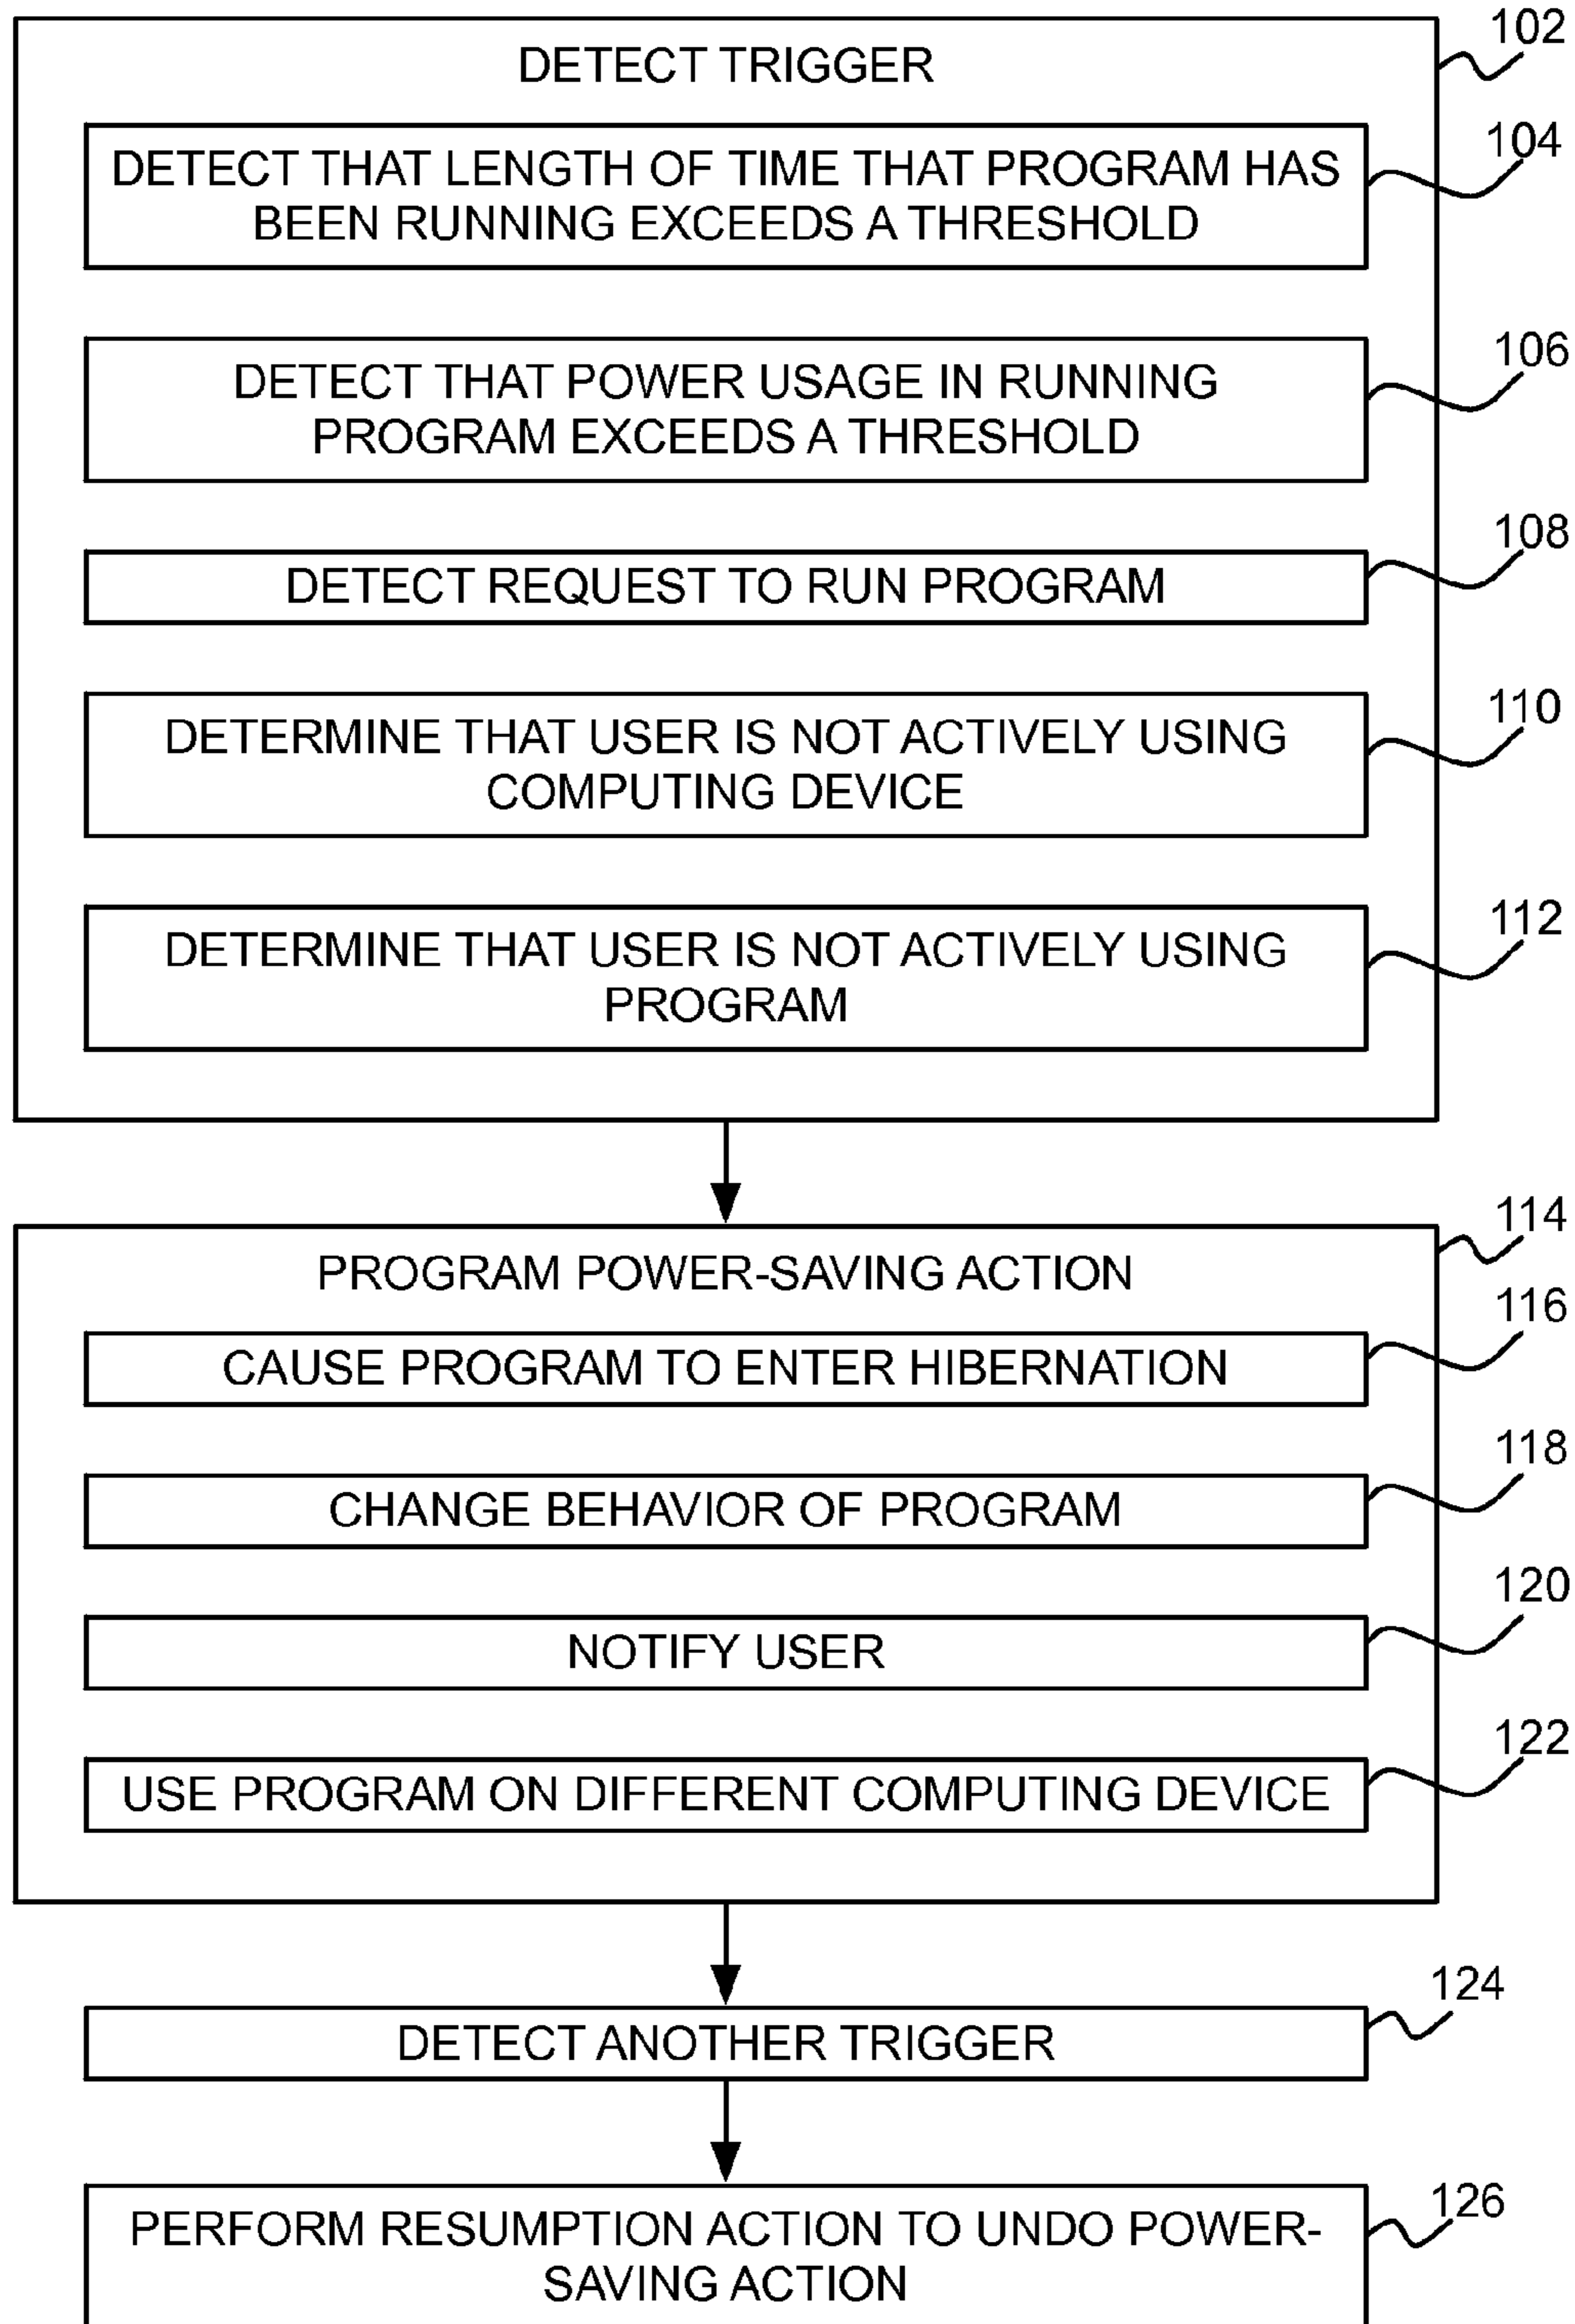 102
DETECT TRIGGER
104
DETECT THAT LENGTH OF TIME THAT PROGRAM HAS
BEEN RUNNING EXCEEDS A THRESHOLD
106
DETECT THAT POWER USAGE IN RUNNING
PROGRAM EXCEEDS A THRESHOLD
108
DETECT REQUEST TO RUN PROGRAM
110
DETERMINE THAT USER IS NOT ACTIVELY USING
COMPUTING DEVICE
112
DETERMINE THAT USER IS NOT ACTIVELY USING
PROGRAM
114
PROGRAM POWER-SAVING ACTION
116
CAUSE PROGRAM TO ENTER HIBERNATION
118
CHANGE BEHAVIOR OF PROGRAM
120
NOTIFY USER
122
USE PROGRAM ON DIFFERENT COMPUTING DEVICE
124
DETECT ANOTHER TRIGGER
126
PERFORM RESUMPTION ACTION TO UNDO POWER-
SAVING ACTION